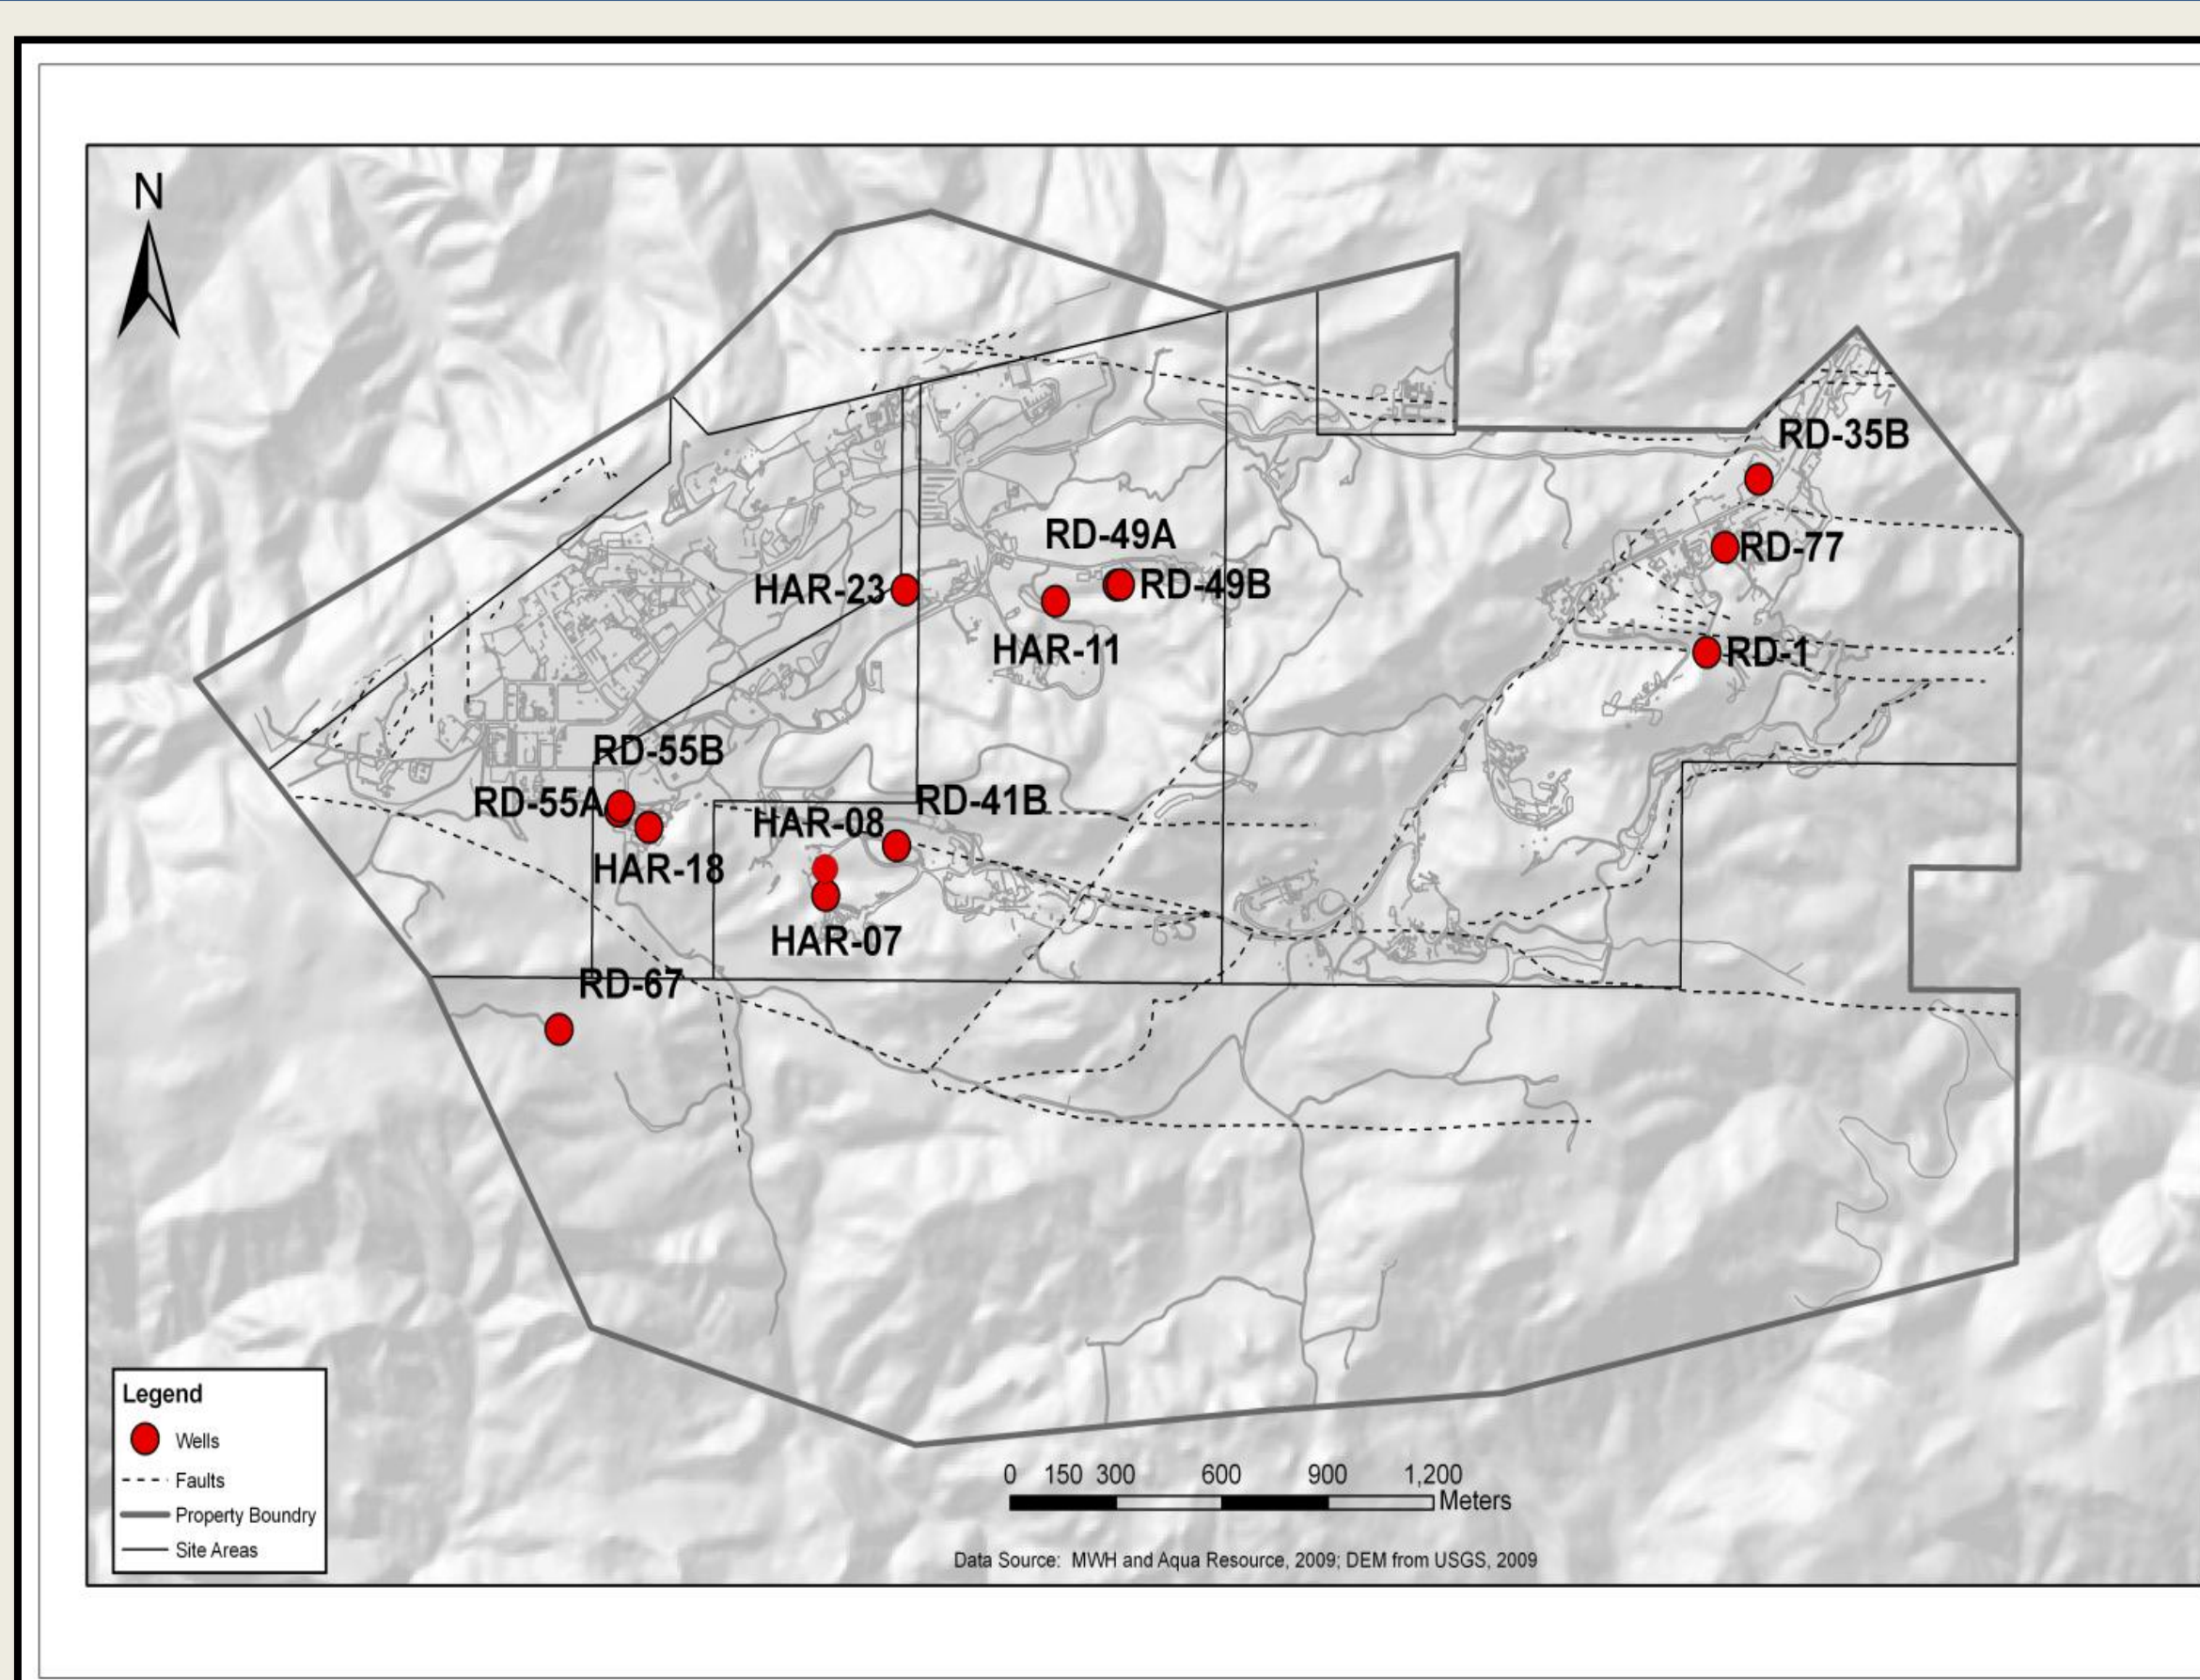 N
RD-35B
RD-49A
RD-77
HAR-23
RD-49B
HAR-11
RD-1
RD-55B
RD-55A
RD-41B
HAR-08
HAR-18
HAR-07
RD-67
Legend
Wells
Faults
Property Boundry
Site Areas
0 150 300 600 900 1,200
Meters
Data Source: MWH and Aqua Resource, 2009; DEM from USGS, 2009